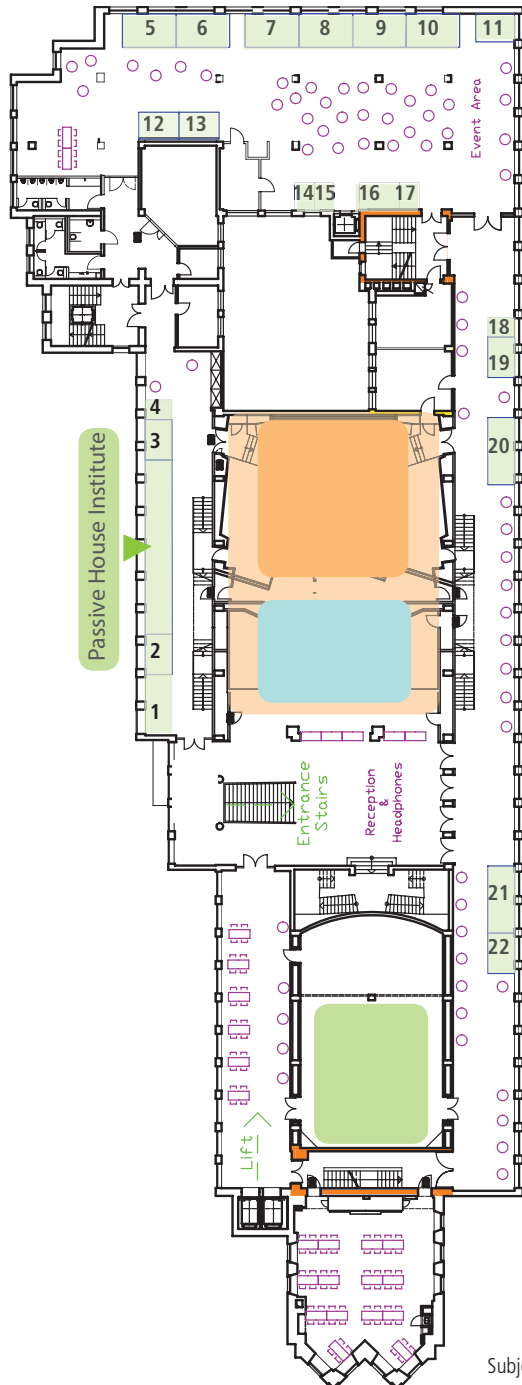 5 6 7 8 9 10 11
12 13
Event Area
14 15 16 17
18
19
4
3
20
Passive House Institute
2
1
Entrance
Stairs
Reception
&
Headphones
21
22
Lift
Subj